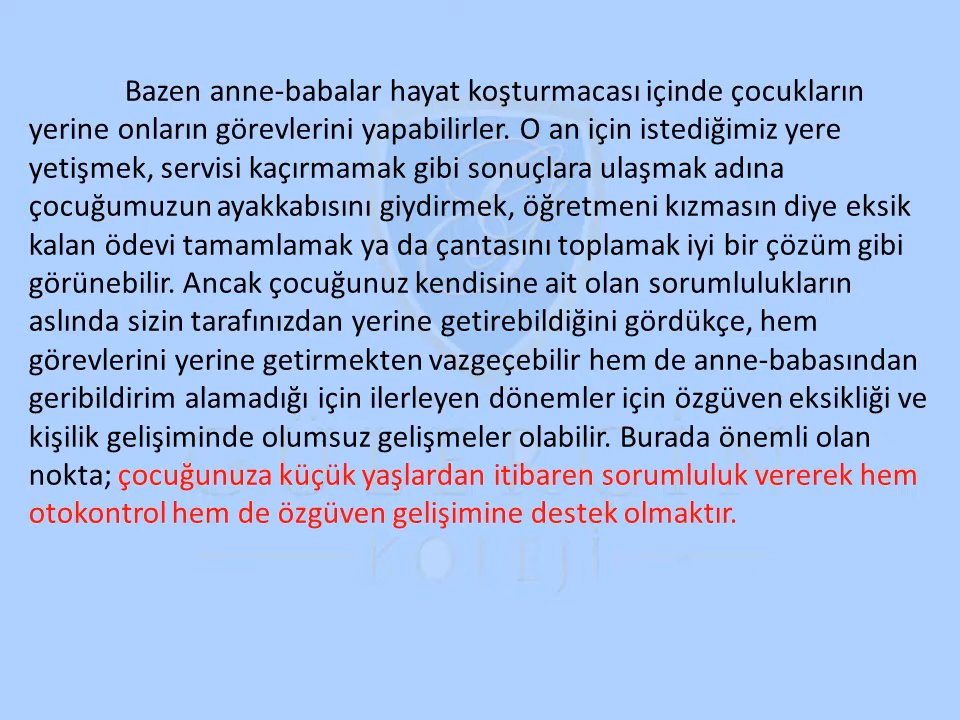 Bazen anne-babalar hayat koşturmacası içinde çocukların
yerine onların görevlerini yapabilirler. O an için istediğimiz yere
yetişmek, servisi kaçırmamak gibi sonuçlara ulaşmak adına
çocuğumuzun ayakkabısını giydirmek, öğretmeni kızmasın diye eksik
kalan ödevi tamamlamak ya da çantasını toplamak iyi bir çözüm gibi
görünebilir. Ancak çocuğunuz kendisine ait olan sorumlulukların
aslında sizin tarafınızdan yerine getirebildiğini gördükçe, hem
görevlerini yerine getirmekten vazgeçebilir hem de anne-babasından
geribildirim alamadığı için ilerleyen dönemler için özgüven eksikliği ve
kişilik gelişiminde olumsuz gelişmeler olabilir. Burada önemli olan
nokta; çocuğunuza küçük yaşlardan itibaren sorumluluk vererek hem
otokontrol hem de özgüven gelişimine destek olmaktır.
KOLEJİ